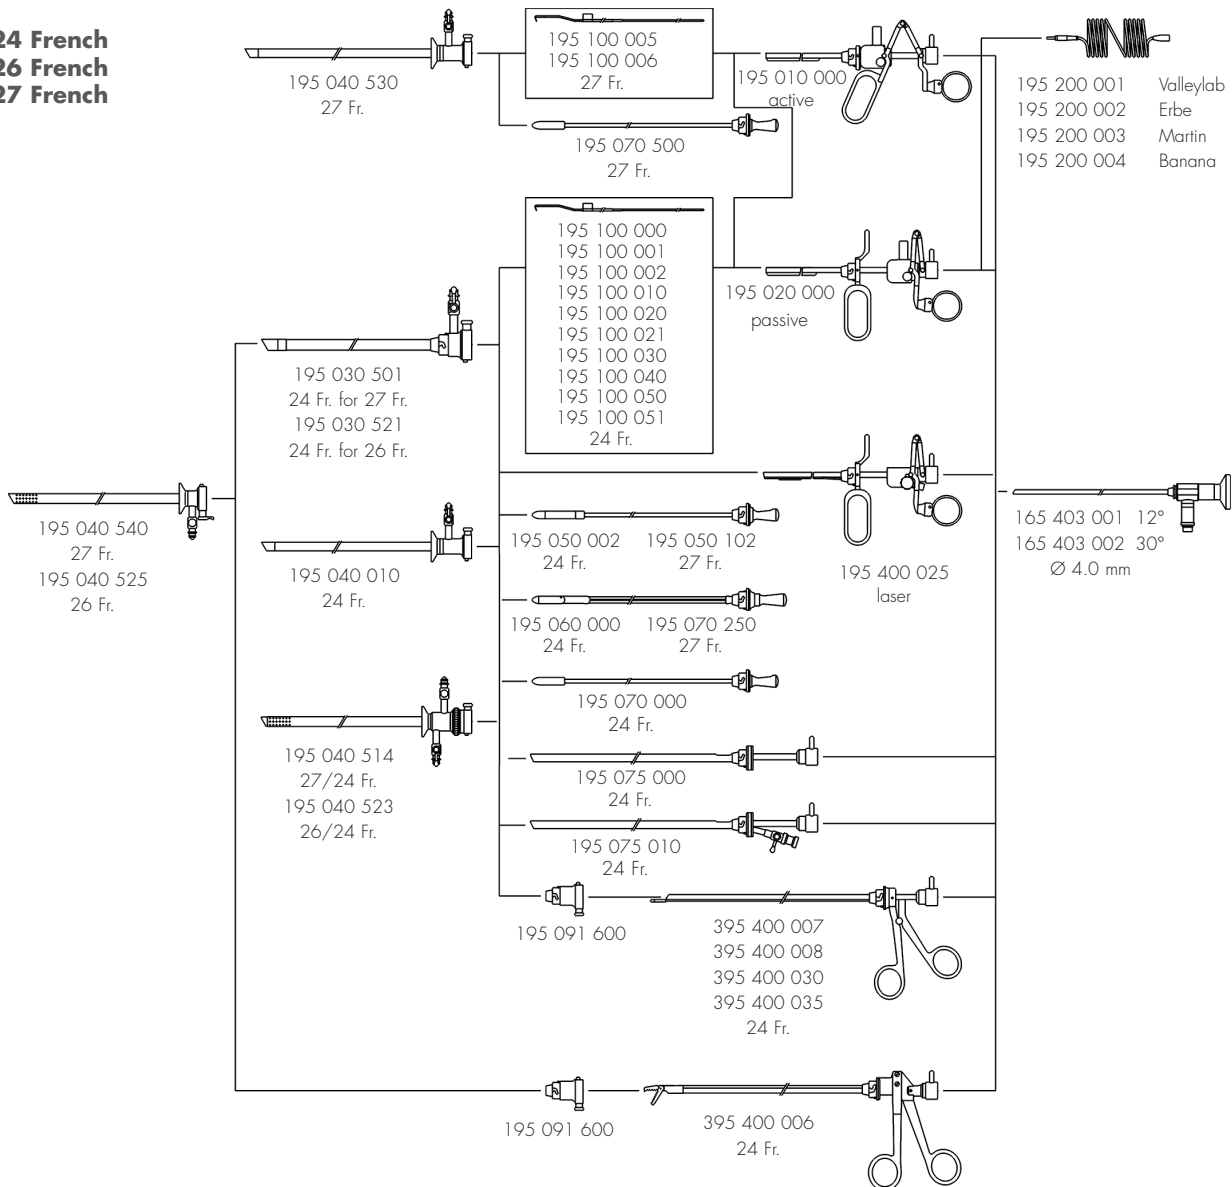 24 French
26 French
27 French
195 040 530
27 Fr.
195 100 005
195 100 006
27 Fr.
195 070 500
27 Fr.
195 010 000
active
195 200 001 Valleylab
195 200 002 Erbe
195 200 003 Martin
195 200 004 Banana
195 100 000
195 100 001
195 100 002
195 100 010
195 100 020
195 100 021
195 100 030
195 100 040
195 100 050
195 100 051
24 Fr.
195 020 000
passive
195 030 501
24 Fr. for 27 Fr.
195 030 521
24 Fr. for 26 Fr.
195 040 540
27 Fr.
195 040 525
26 Fr.
195 040 010
24 Fr.
195 050 002
24 Fr.
195 050 102
27 Fr.
195 400 025
laser
165 403 001 12°
165 403 002 30°
Ø 4.0 mm
195 060 000
24 Fr.
195 070 250
27 Fr.
195 070 000
24 Fr.
195 040 514
27/24 Fr.
195 040 523
26/24 Fr.
195 075 000
24 Fr.
195 075 010
24 Fr.
195 091 600
395 400 007
395 400 008
395 400 030
395 400 035
24 Fr.
195 091 600
395 400 006
24 Fr.